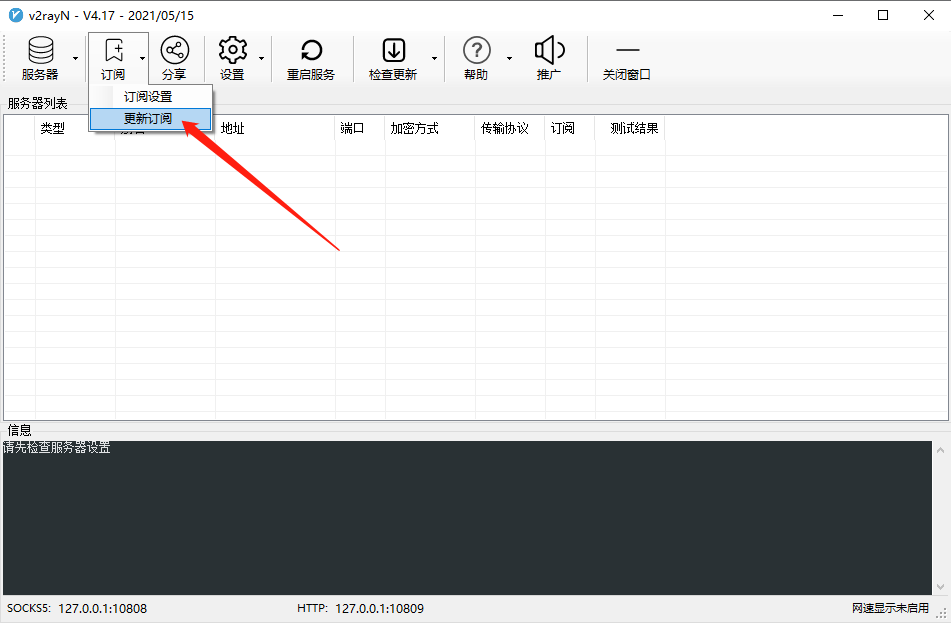 v2rayN - V4.17 - 2021/05/15
服务器 订阅 分享 设置 重启服务 检查更新 帮助 推广 关闭窗口
订阅设置
更新订阅
服务器列表
类型 地址 端口 加密方式 传输协议 订阅 测试结果
信息
请先检查服务器设置
SOCKS5: 127.0.0.1:10808 HTTP: 127.0.0.1:10809 网速显示未启用